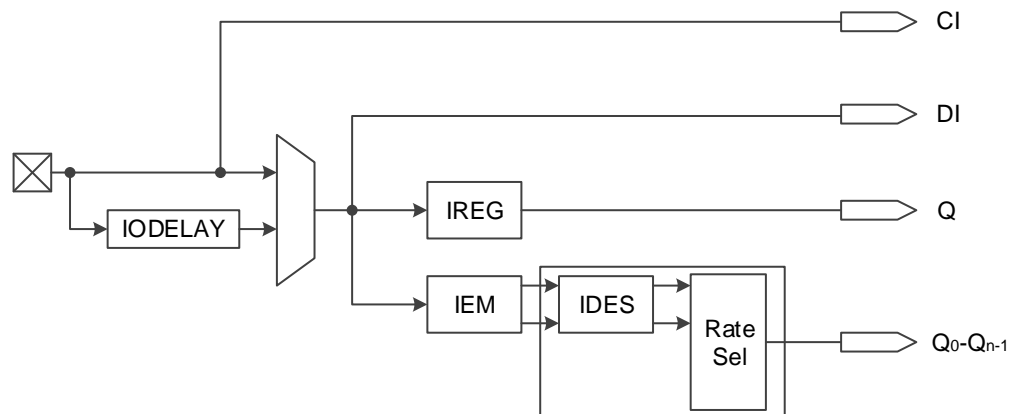 CI
DI
IREG
Q
IODELAY
IEM
IDES
Rate
Sel
Q0-Qn-1